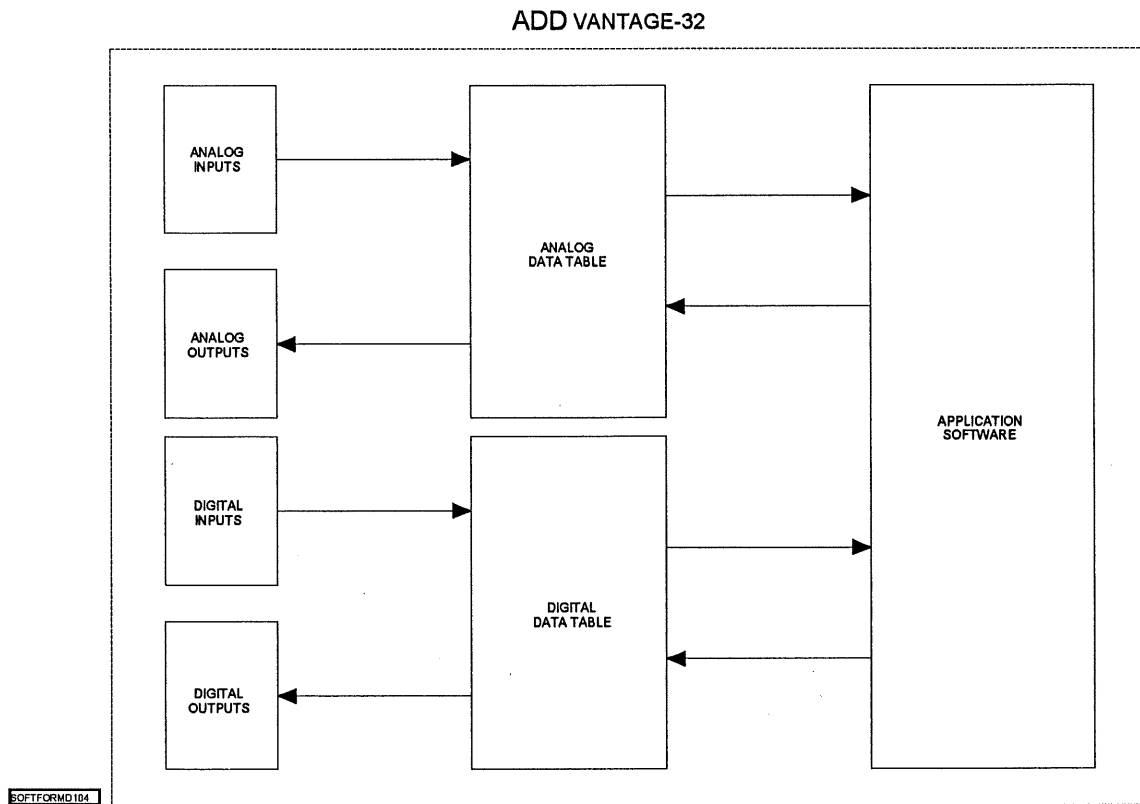 ADD VANTAGE-32
ANALOG
INPUTS
ANALOG
DATA TABLE
ANALOG
OUTPUTS
APPLICATION
SOFTWARE
DIGITAL
INPUTS
DIGITAL
DATA TABLE
DIGITAL
OUTPUTS
SOFTFORMD104